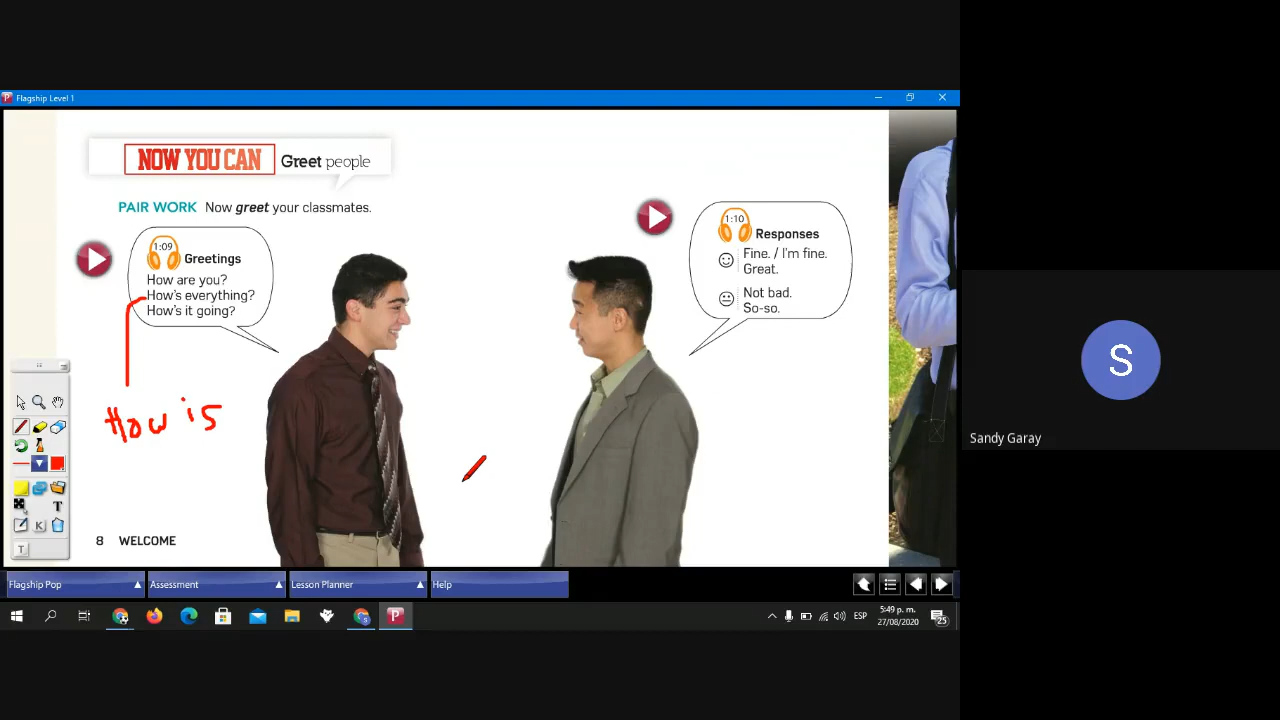 Flagship Level 1
NOW YOU CAN Greet people
PAIR WORK Now greet your classmates.
1:09
Greetings
How are you?
How's everything?
How's it going?
1:10
Responses
Fine. / I'm fine.
Great.
Not bad.
So-so.
How is
S
Sandy Garay
T
K
T
8 WELCOME
Flagship Pop
Assessment
Lesson Planner
Help
ESP
5:49 p. m.
27/08/2020
25